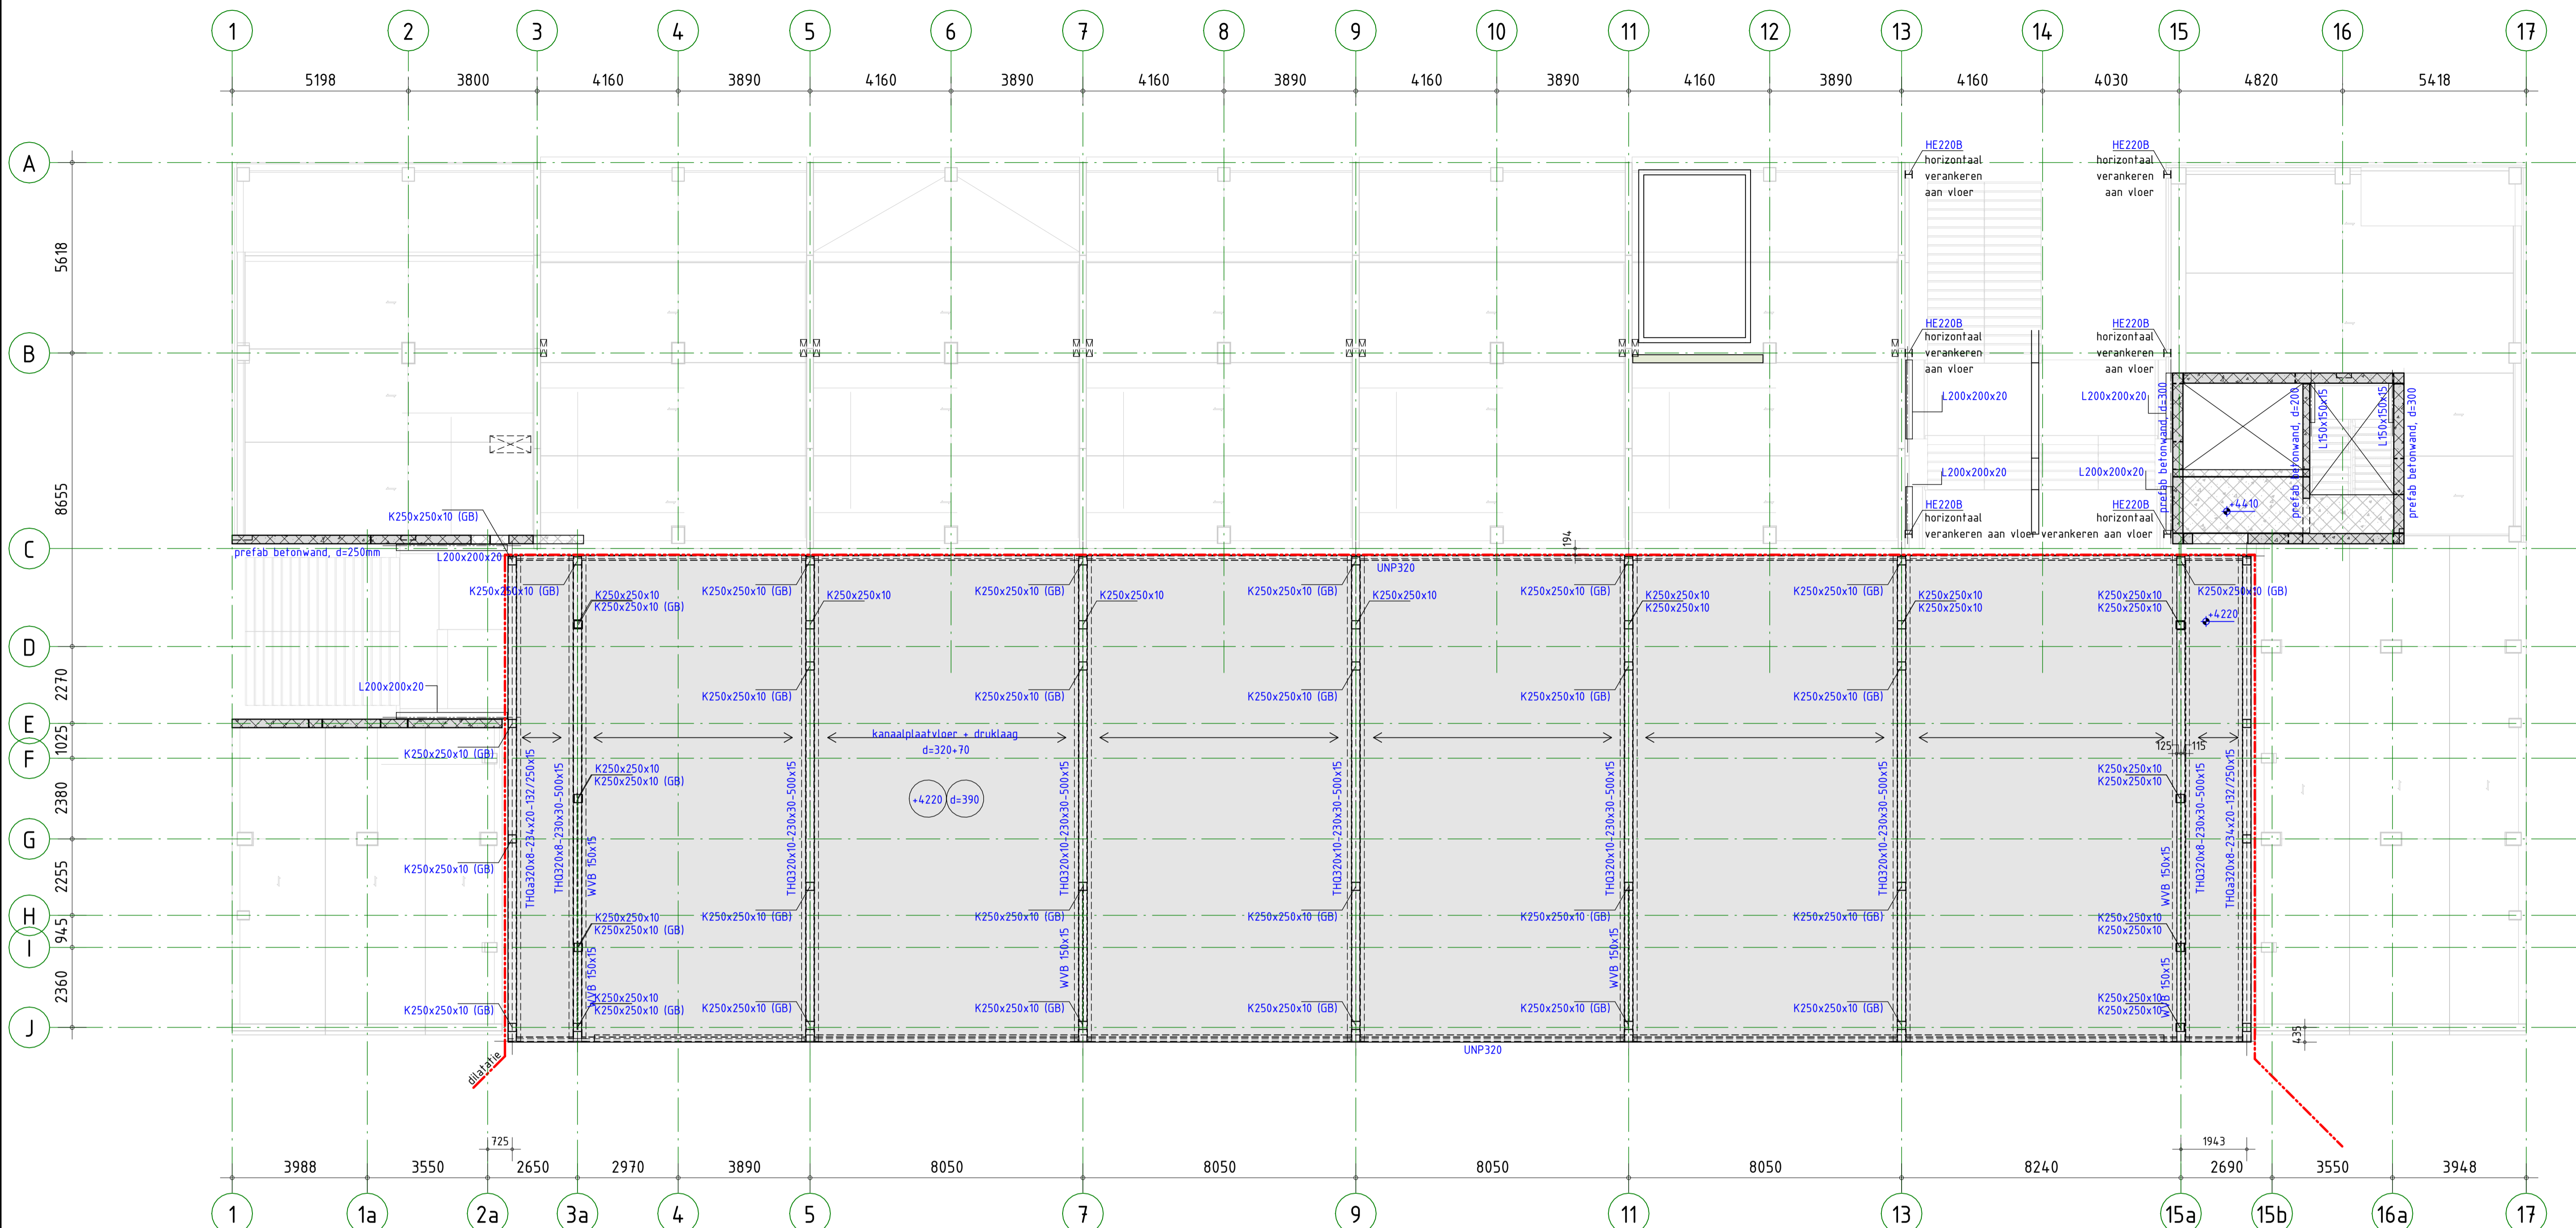 1 2 3 4 5 6 7 8 9 10 11 12 13 14 15 16 17
5198 3800 4160 3890 4160 3890 4160 3890 4160 3890 4160 3890 4160 4030 4820 5418
A
HE220B
horizontaal
verankeren
aan vloer
HE220B
horizontaal
verankeren
aan vloer
5618
B
HE220B
horizontaal
verankeren
aan vloer
HE220B
horizontaal
verankeren
aan vloer
L200x200x20
L200x200x20
L200x200x20
L200x200x20
prefab betonwand, d=300
prefab betonwand, d=200
L150x150x15
L150x150x15
prefab betonwand, d=300
+4410
8655
HE220B
horizontaal
verankeren aan vloer
HE220B
horizontaal
verankeren aan vloer
K250x250x10 (GB)
C
prefab betonwand, d=250mm
L200x200x20
194
UNP320
K250x250x10 (GB)
K250x250x10 (GB)
K250x250x10 (GB)
K250x250x10 (GB)
K250x250x10 (GB)
K250x250x10 (GB)
K250x250x10 (GB)
K250x250x10
K250x250x10 (GB)
K250x250x10
K250x250x10
K250x250x10
K250x250x10
K250x250x10
K250x250x10
K250x250x10
K250x250x10
K250x250x10
+4220
D
2270
L200x200x20
K250x250x10 (GB)
K250x250x10 (GB)
K250x250x10 (GB)
K250x250x10 (GB)
K250x250x10 (GB)
E
1025
kanaalplaatvloer + druklaag
d=320+70
125 115
F
K250x250x10 (GB)
K250x250x10
K250x250x10 (GB)
K250x250x10
K250x250x10
2380
+4220 d=390
THQa320x8-234x20-132/250x15
THQ320x8-230x30-500x15
WVB 150x15
THQ320x10-230x30-500x15
THQ320x10-230x30-500x15
THQ320x10-230x30-500x15
THQ320x10-230x30-500x15
THQ320x10-230x30-500x15
WVB 150x15
THQ320x8-230x30-500x15
THQa320x8-234x20-132/250x15
G
K250x250x10 (GB)
2255
H
K250x250x10
K250x250x10 (GB)
K250x250x10 (GB)
K250x250x10 (GB)
K250x250x10 (GB)
K250x250x10 (GB)
K250x250x10 (GB)
K250x250x10
K250x250x10
945
I
WVB 150x15
WVB 150x15
WVB 150x15
WVB 150x15
2360
K250x250x10 (GB)
K250x250x10
K250x250x10 (GB)
K250x250x10 (GB)
K250x250x10 (GB)
K250x250x10 (GB)
K250x250x10 (GB)
K250x250x10 (GB)
K250x250x10
K250x250x10
J
435
UNP320
dilatatie
725
1943
3988 3550 2650 2970 3890 8050 8050 8050 8050 8240 2690 3550 3948
1 1a 2a 3a 4 5 7 9 11 13 15a 15b 16a 17